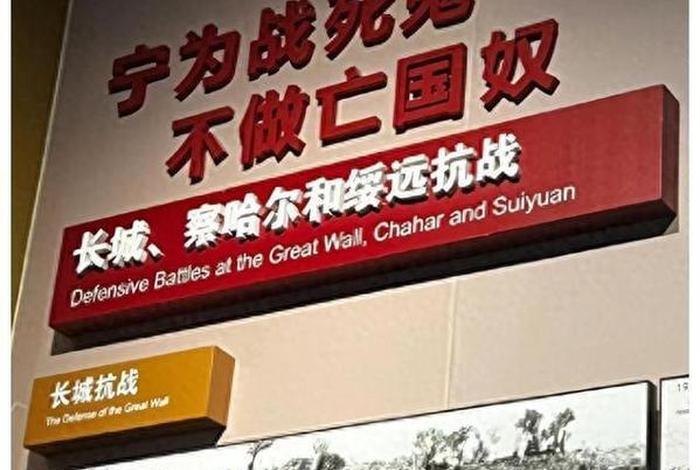 宁为战死鬼
不做亡国奴
长城、察哈尔和绥远抗战
Defensive Battles at the Great Wall, Chahar and Suiyuan
长城抗战
The Defense of the Great Wall
19